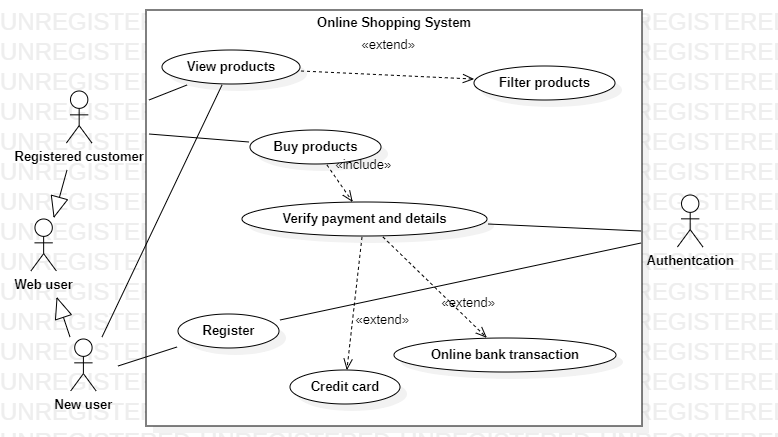 Online Shopping System
«extend»
View products
Filter products
Registered customer
Buy products
«include»
Verify payment and details
Web user
Authentcation
«extend»
Register
«extend»
Online bank transaction
Credit card
New user
UNREGISTERED